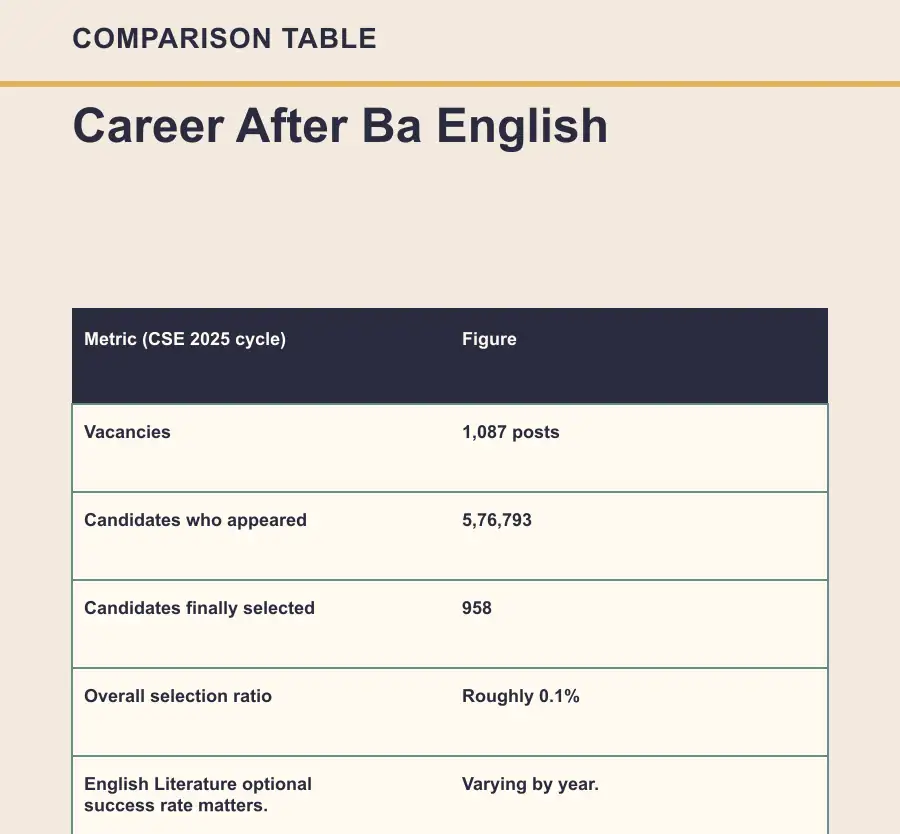 COMPARISON TABLE
Career After Ba English
Metric (CSE 2025 cycle) Figure
Vacancies 1,087 posts
Candidates who appeared 5,76,793
Candidates finally selected 958
Overall selection ratio Roughly 0.1%
English Literature optional Varying by year.
success rate matters.